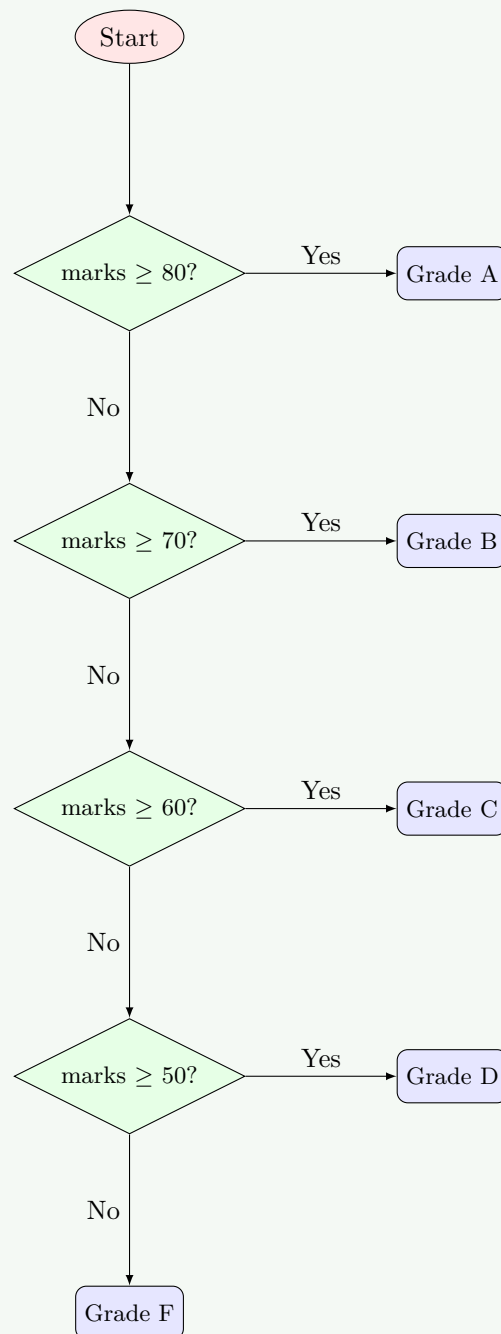 Start
marks ≥ 80?
Yes
Grade A
No
marks ≥ 70?
Yes
Grade B
No
marks ≥ 60?
Yes
Grade C
No
marks ≥ 50?
Yes
Grade D
No
Grade F